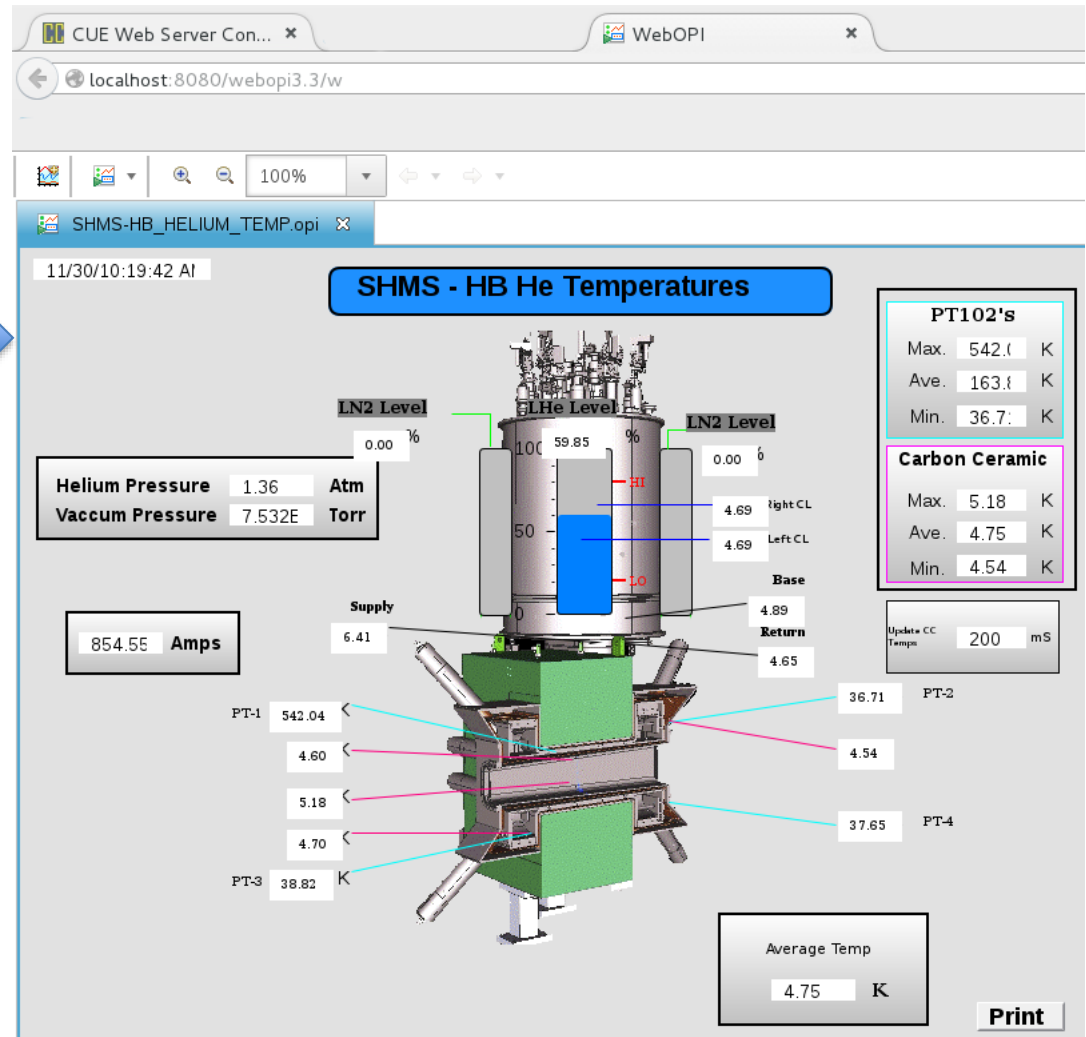 CUE Web Server Con... ×
WebOPI ×
localhost:8080/webopi3.3/w
100%
SHMS-HB_HELIUM_TEMP.opi
11/30/10:19:42 AM
SHMS - HB He Temperatures
PT102's
Max. 542.0 K
Ave. 163.8 K
Min. 36.71 K
Carbon Ceramic
Max. 5.18 K
Ave. 4.75 K
Min. 4.54 K
Update CC Temps 200 mS
LN2 Level
0.00 %
LHe Level
59.85 %
LN2 Level
0.00 %
100
50
0
HI
LO
Helium Pressure 1.36 Atm
Vaccum Pressure 7.532E Torr
4.69 Right CL
4.69 Left CL
Base
4.89
Return
4.65
Supply
6.41
854.55 Amps
PT-1 542.04 K
4.60 K
5.18 K
4.70 K
PT-3 38.82 K
36.71 PT-2
4.54
37.65 PT-4
Average Temp
4.75 K
Print